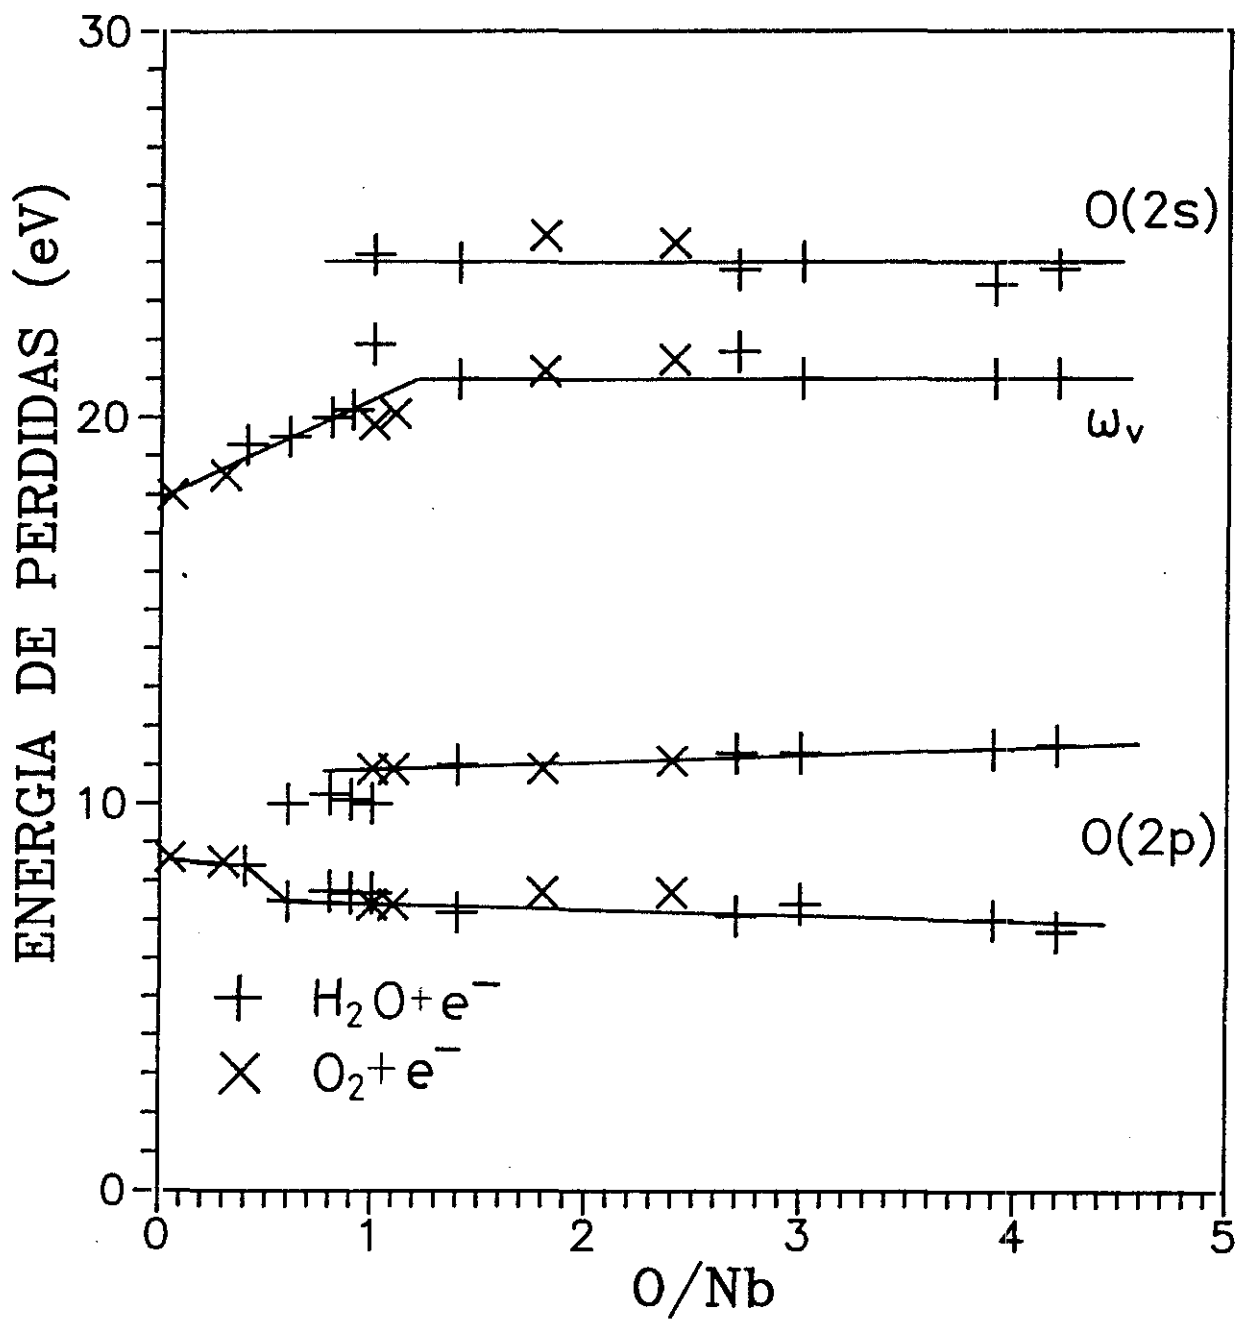 30
20
10
0
ENERGIA DE PERDIDAS (eV)
O(2s)
ωᵥ
O(2p)
H₂O+e⁻
O₂+e⁻
0 1 2 3 4 5
O/Nb